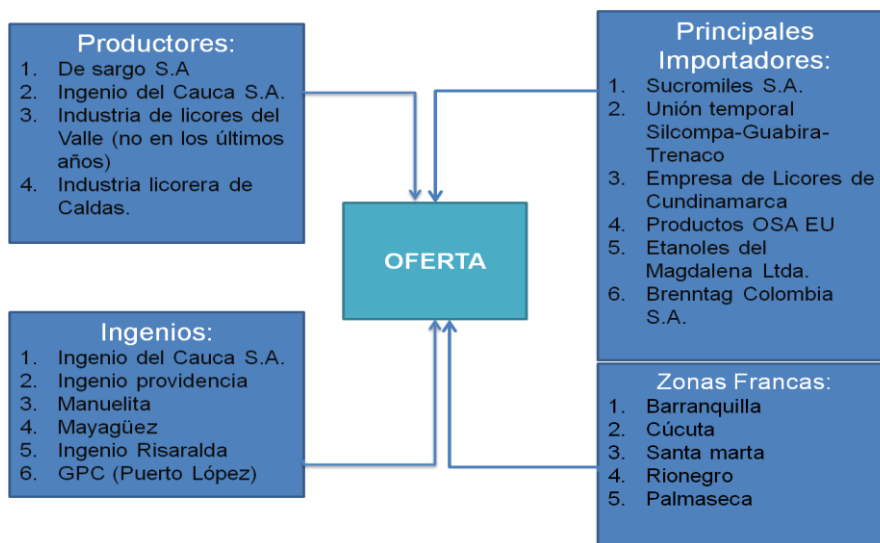 Productores:
1. De sargo S.A
2. Ingenio del Cauca S.A.
3. Industria de licores del
Valle (no en los últimos
años)
4. Industria licorera de
Caldas.
Principales
Importadores:
1. Sucromiles S.A.
2. Unión temporal
Silcompa-Guabira-
Trenaco
3. Empresa de Licores de
Cundinamarca
4. Productos OSA EU
5. Etanoles del
Magdalena Ltda.
6. Brenntag Colombia
S.A.
OFERTA
Ingenios:
1. Ingenio del Cauca S.A.
2. Ingenio providencia
3. Manuelita
4. Mayagüez
5. Ingenio Risaralda
6. GPC (Puerto López)
Zonas Francas:
1. Barranquilla
2. Cúcuta
3. Santa marta
4. Rionegro
5. Palmaseca